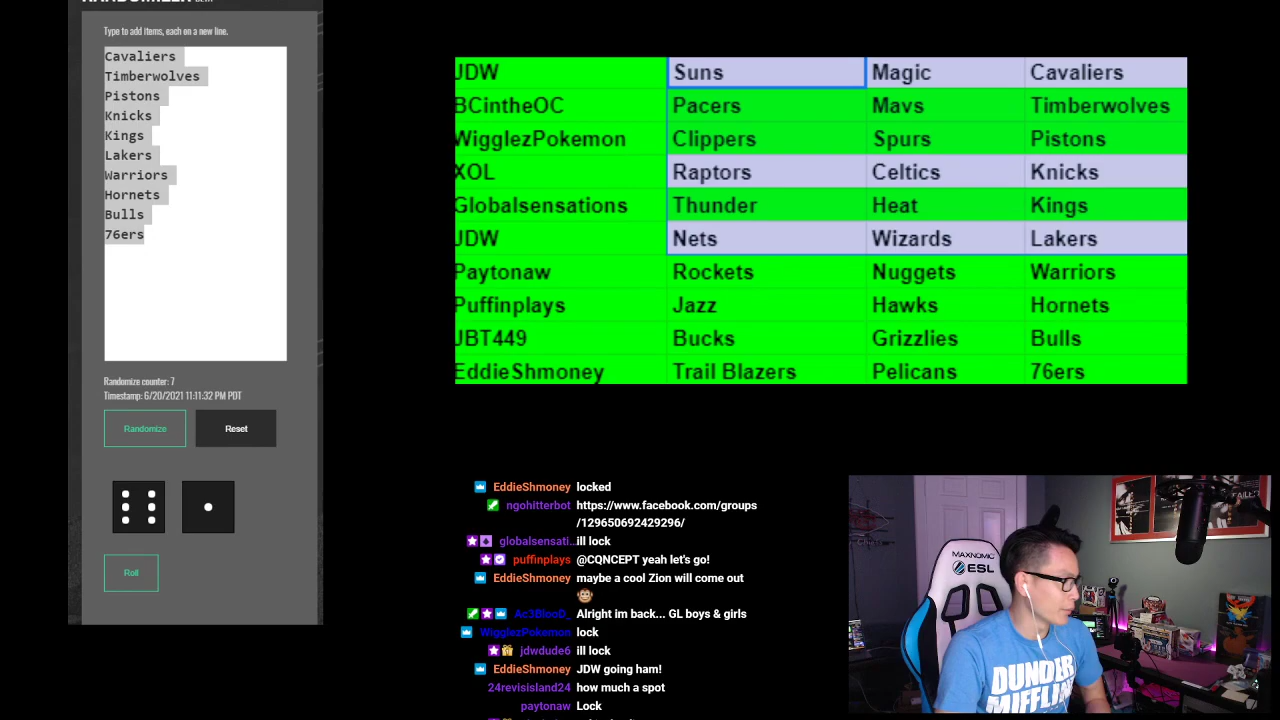 Type to add items, each on a new line.
Cavaliers
Timberwolves
Pistons
Knicks
Kings
Lakers
Warriors
Hornets
Bulls
76ers
Randomize counter: 7
Timestamp: 6/20/2021 11:11:32 PM PDT
Randomize Reset
Roll
JDW Suns Magic Cavaliers
BCintheOC Pacers Mavs Timberwolves
WigglezPokemon Clippers Spurs Pistons
XOL Raptors Celtics Knicks
Globalsensations Thunder Heat Kings
JDW Nets Wizards Lakers
Paytonaw Rockets Nuggets Warriors
Puffinplays Jazz Hawks Hornets
JBT449 Bucks Grizzlies Bulls
EddieShmoney Trail Blazers Pelicans 76ers
EddieShmoney locked
ngohitterbot https://www.facebook.com/groups
/129650692429296/
globalsensati... ill lock
puffinplays @CQNCEPT yeah let's go!
EddieShmoney maybe a cool Zion will come out
Ac3BlooD_ Alright im back... GL boys & girls
WigglezPokemon lock
jdwdude6 ill lock
EddieShmoney JDW going ham!
24revisisland24 how much a spot
paytonaw Lock
MAXNOMIC
ESL
DUNDER
MIFFLIN